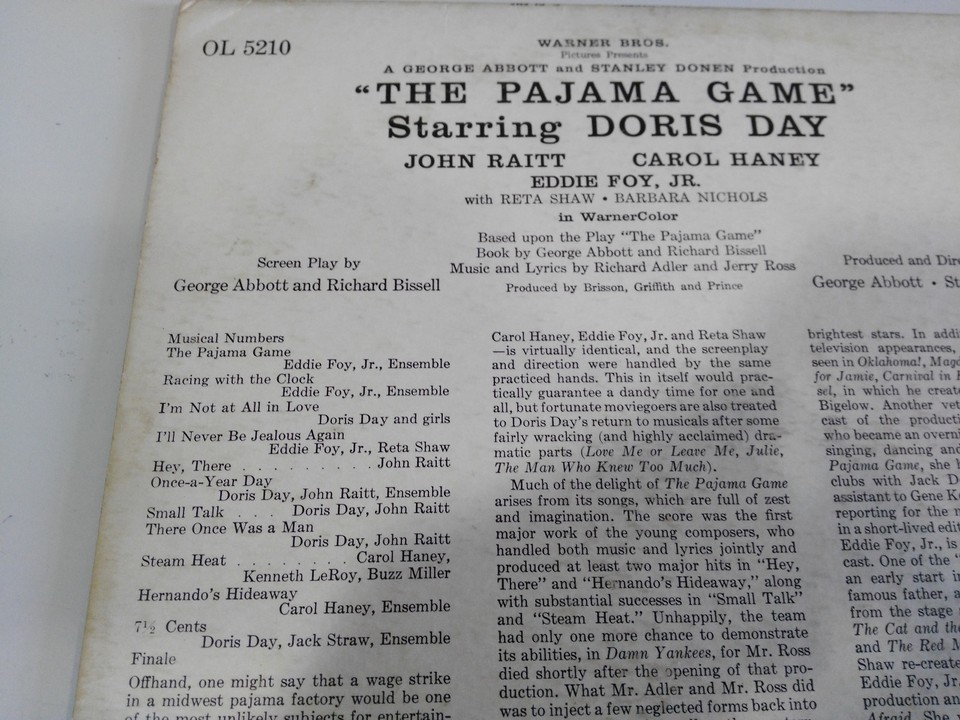 OL 5210
WARNER BROS.
Pictures Presents
A GEORGE ABBOTT and STANLEY DONEN Production
“THE PAJAMA GAME”
Starring DORIS DAY
JOHN RAITT CAROL HANEY
EDDIE FOY, JR.
with RETA SHAW • BARBARA NICHOLS
in WarnerColor
Based upon the Play “The Pajama Game”
Book by George Abbott and Richard Bissell
Music and Lyrics by Richard Adler and Jerry Ross
Produced by Brisson, Griffith and Prince
Screen Play by
George Abbott and Richard Bissell
Produced and Dire
George Abbott • St
Musical Numbers
The Pajama Game
Eddie Foy, Jr., Ensemble
Racing with the Clock
Eddie Foy, Jr., Ensemble
I'm Not at All in Love
Doris Day and girls
I'll Never Be Jealous Again
Eddie Foy, Jr., Reta Shaw
Hey, There . . . . . . . . . John Raitt
Once-a-Year Day
Doris Day, John Raitt, Ensemble
Small Talk . . . Doris Day, John Raitt
There Once Was a Man
Doris Day, John Raitt
Steam Heat . . . . . . . . Carol Haney,
Kenneth LeRoy, Buzz Miller
Hernando's Hideaway
Carol Haney, Ensemble
7½ Cents
Doris Day, Jack Straw, Ensemble
Finale
Offhand, one might say that a wage strike
in a midwest pajama factory would be one
of the most unlikely subjects for entertain-
Carol Haney, Eddie Foy, Jr. and Reta Shaw
—is virtually identical, and the screenplay
and direction were handled by the same
practiced hands. This in itself would prac-
tically guarantee a dandy time for one and
all, but fortunate moviegoers are also treated
to Doris Day's return to musicals after some
fairly wracking (and highly acclaimed) dra-
matic parts (Love Me or Leave Me, Julie,
The Man Who Knew Too Much).
Much of the delight of The Pajama Game
arises from its songs, which are full of zest
and imagination. The score was the first
major work of the young composers, who
handled both music and lyrics jointly and
produced at least two major hits in “Hey,
There” and “Hernando's Hideaway,” along
with substantial successes in “Small Talk”
and “Steam Heat.” Unhappily, the team
had only one more chance to demonstrate
its abilities, in Damn Yankees, for Mr. Ross
died shortly after the opening of that pro-
duction. What Mr. Adler and Mr. Ross did
was to inject a few neglected forms back into
brightest stars. In addi
television appearances,
seen in Oklahoma!, Mag
for Jamie, Carnival in
sel, in which he create
Bigelow. Another vet
cast of the producti
who became an overni
singing, dancing and
Pajama Game, she
clubs with Jack D
assistant to Gene K
reporting for the
in a short-lived edit
Eddie Foy, Jr., is
cast. One of the “
an early start i
famous father, a
from the stage
The Cat and the
and The Red M
Shaw re-create
Eddie Foy, Jr.
production an
Afraid. She